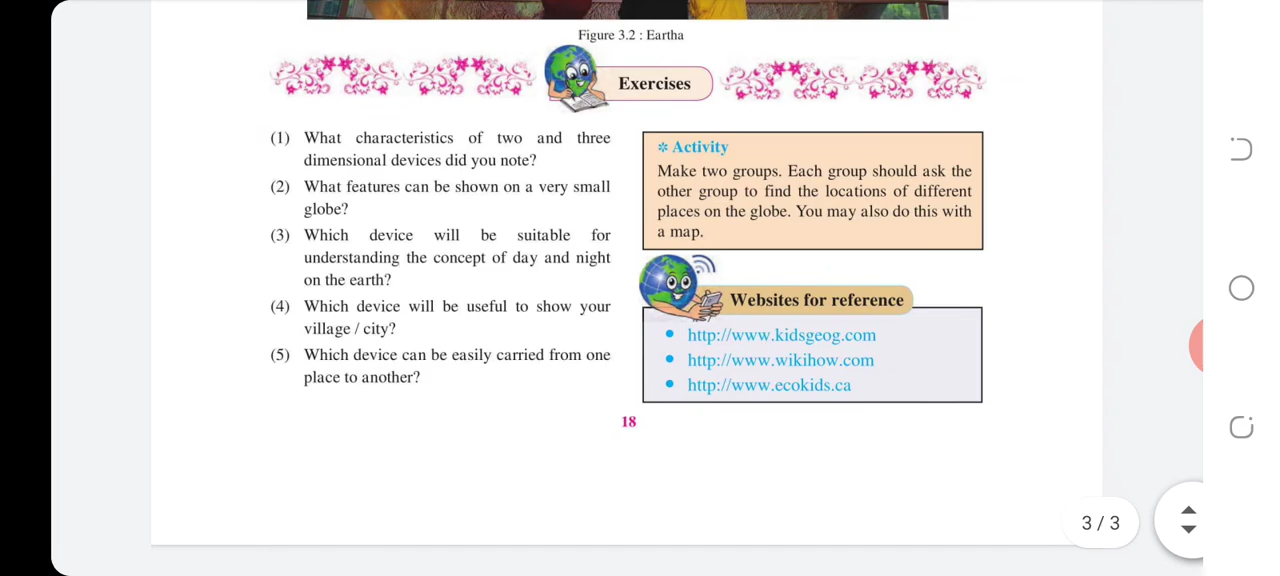 Figure 3.2 : Eartha
Exercises
(1) What characteristics of two and three
dimensional devices did you note?
(2) What features can be shown on a very small
globe?
(3) Which device will be suitable for
understanding the concept of day and night
on the earth?
(4) Which device will be useful to show your
village / city?
(5) Which device can be easily carried from one
place to another?
✲ Activity
Make two groups. Each group should ask the
other group to find the locations of different
places on the globe. You may also do this with
a map.
Websites for reference
• http://www.kidsgeog.com
• http://www.wikihow.com
• http://www.ecokids.ca
18
3 / 3